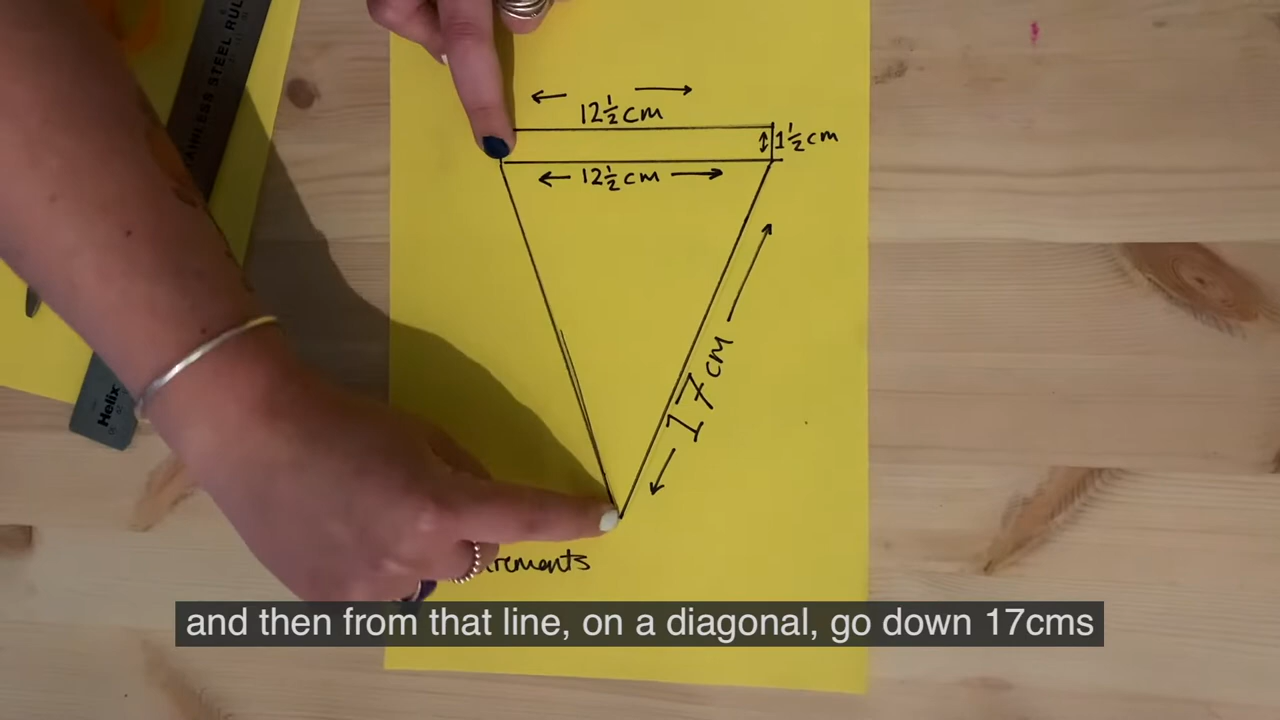 12½cm
1½cm
12½cm
17cm
STAINLESS STEEL RUL
Helix
and then from that line, on a diagonal, go down 17cms